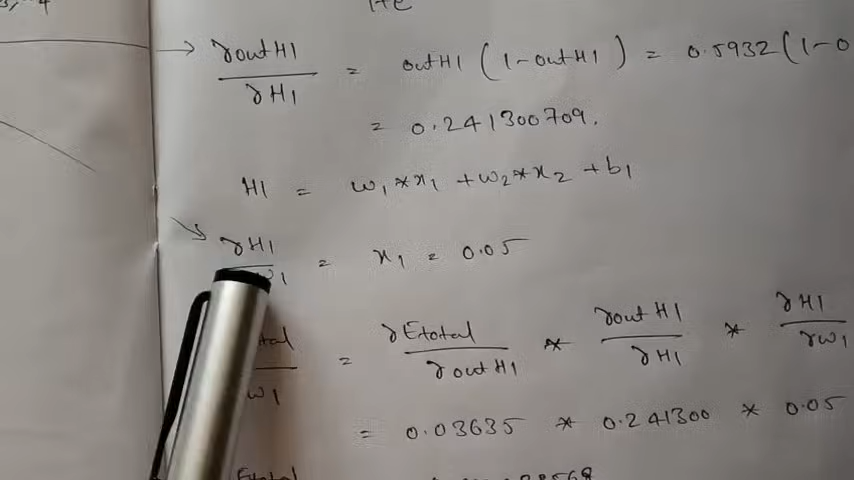 ∂outH1/∂H1 = outH1 (1-outH1) = 0.5932 (1-0
= 0.241300709.
H1 = w1*x1 + w2*x2 + b1
∂H1/∂w1 = x1 = 0.05
= ∂Etotal/∂outH1 * ∂outH1/∂H1 * ∂H1/∂w1
= 0.03635 * 0.241300 * 0.05
Etotal